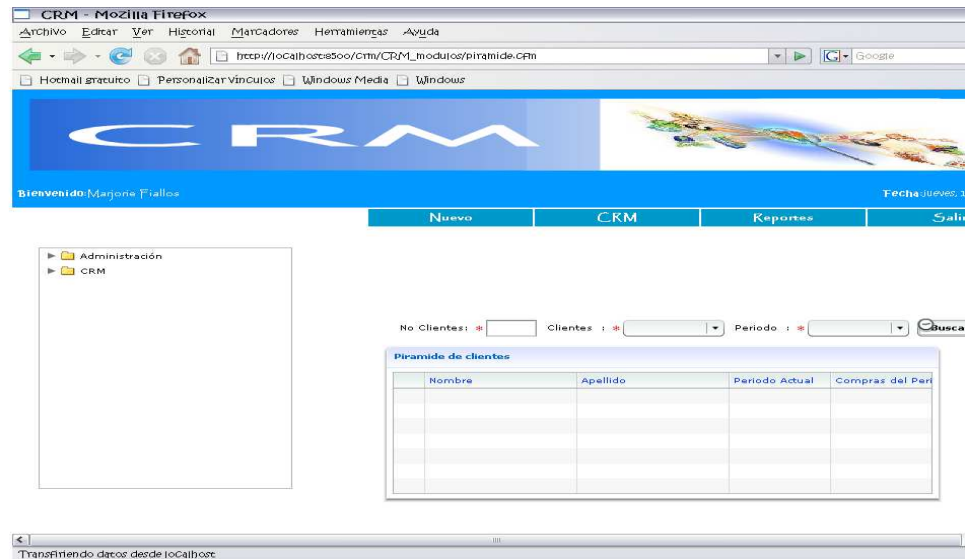 CRM - Mozilla Firefox
Archivo Editar Ver Historial Marcadores Herramientas Ayuda
http://localhost:8500/crm/CRM_modulos/piramide.cfm
G Google
Hotmail gratuito Personalizar vínculos Windows Media Windows
CRM
Bienvenido:Marjorie Fiallos
Fecha:jueves, 1
Nuevo CRM Reportes Salir
Administración
CRM
No Clientes: * Clientes : * Periodo : * Busca
Piramide de clientes
Nombre Apellido Periodo Actual Compras del Peri
Transfiriendo datos desde localhost